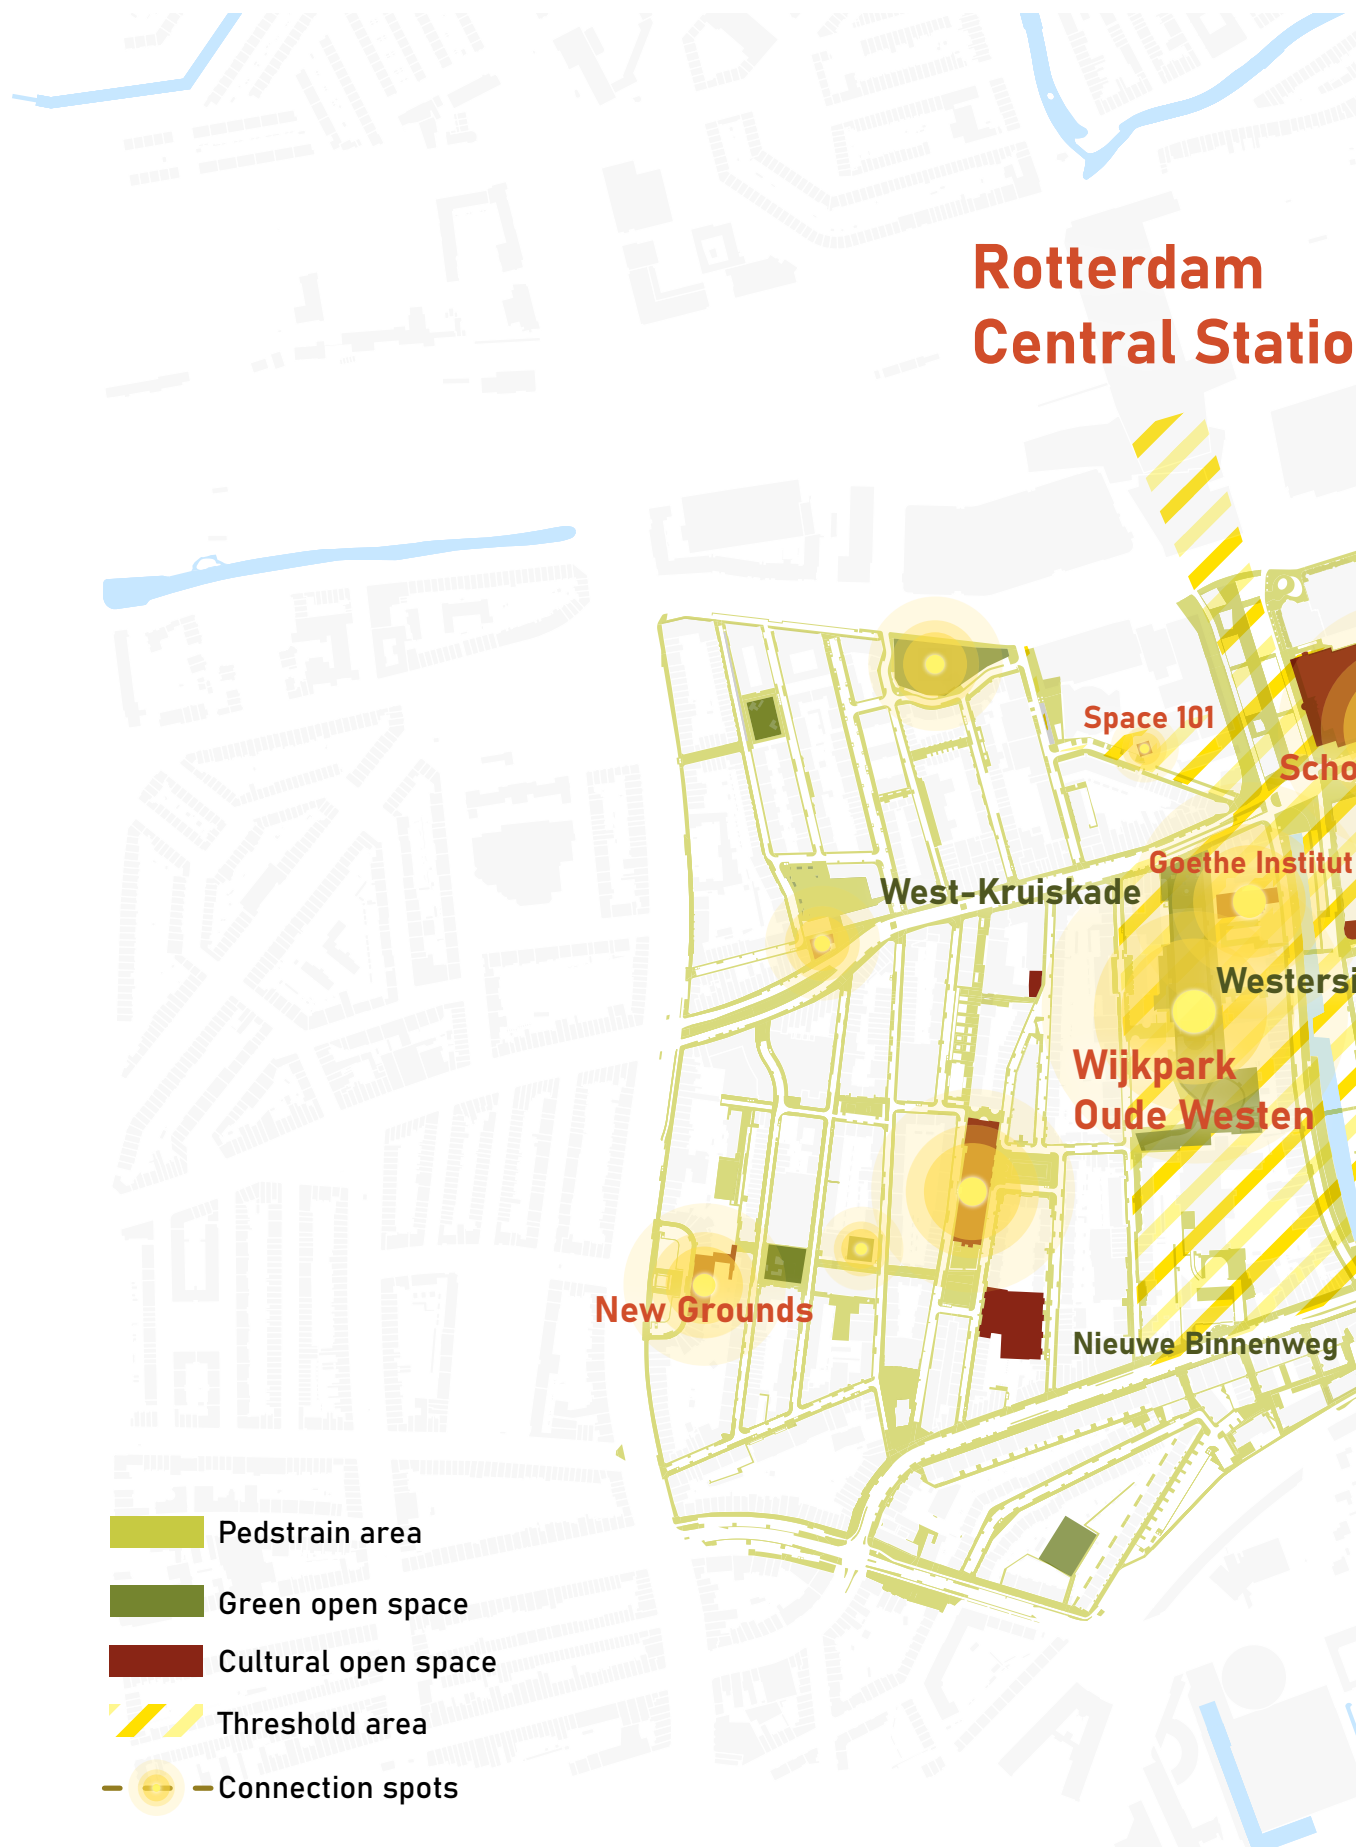 Rotterdam
Central Statio
Space 101
Scho
Goethe Institut
West-Kruiskade
Westersi
Wijkpark
Oude Westen
New Grounds
Nieuwe Binnenweg
Pedstrain area
Green open space
Cultural open space
Threshold area
Connection spots